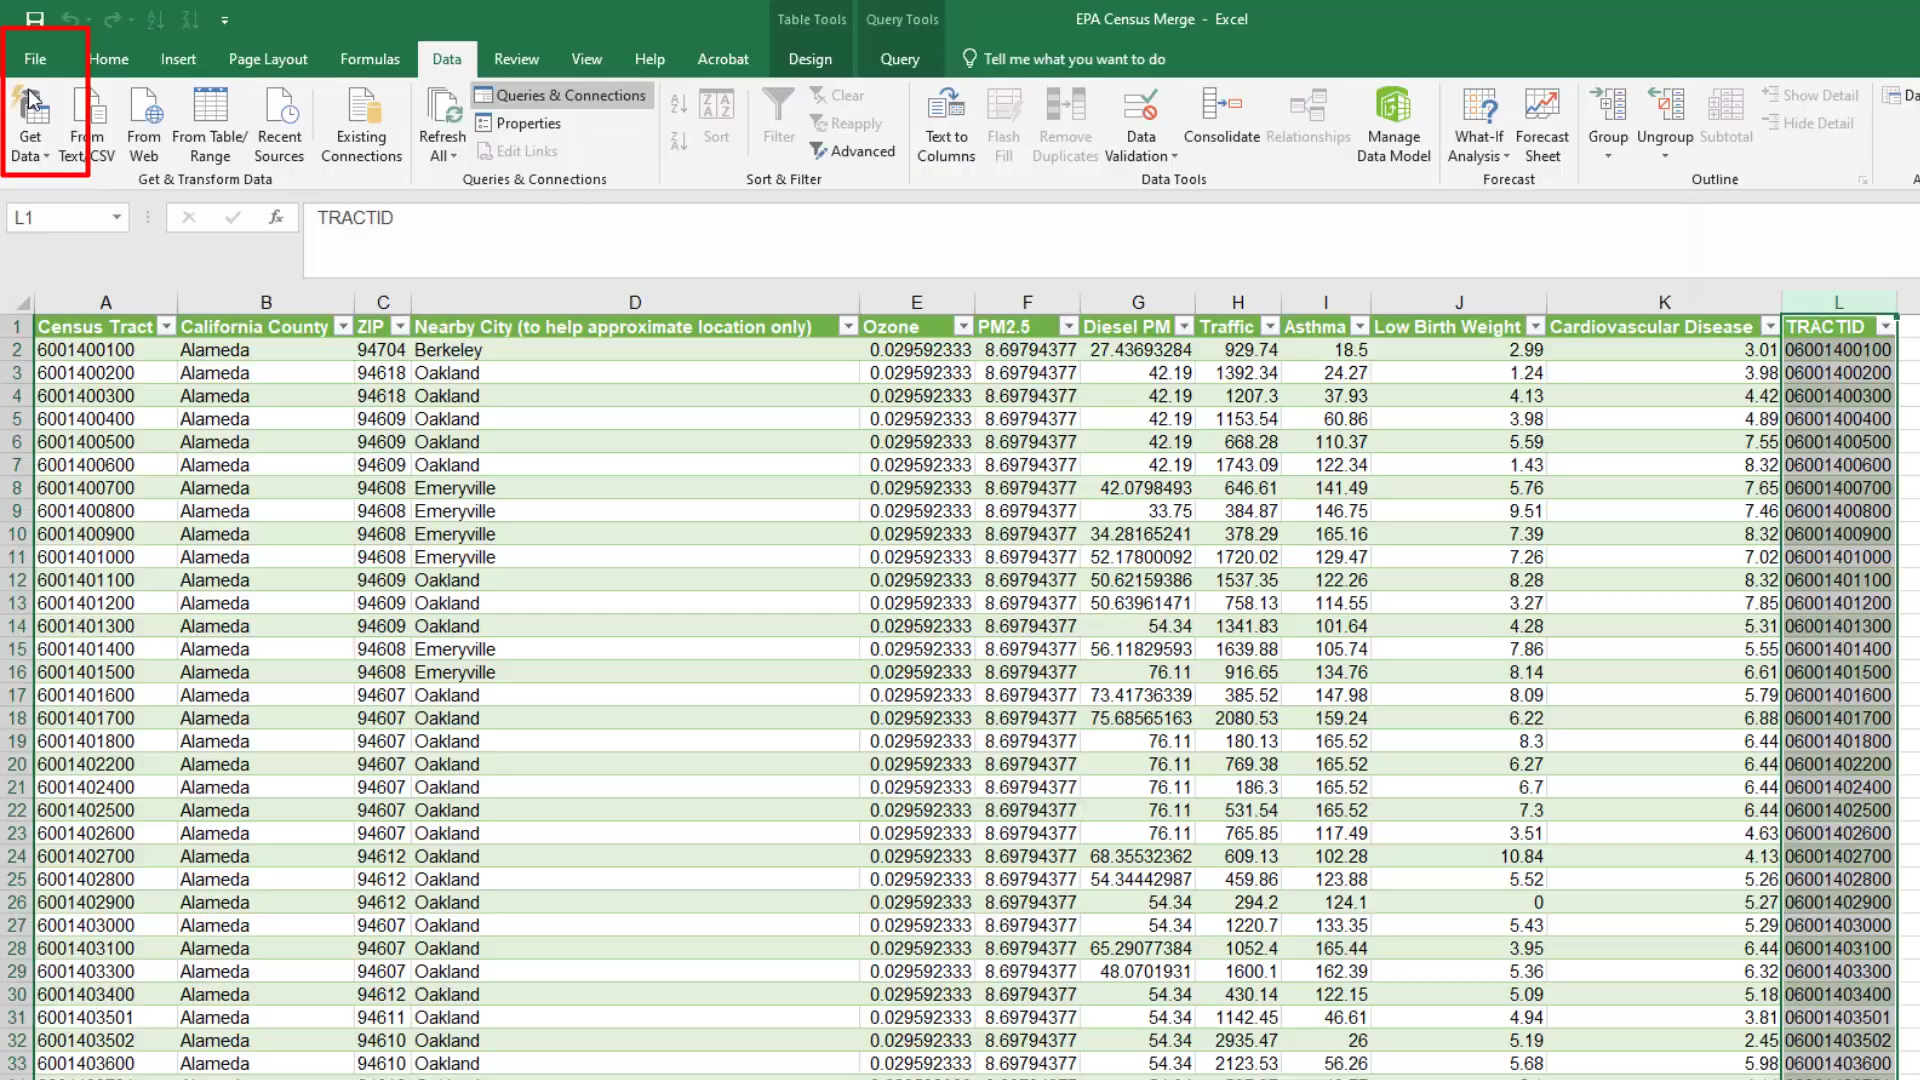 Table Tools Query Tools EPA Census Merge - Excel
File Home Insert Page Layout Formulas Data Review View Help Acrobat Design Query Tell me what you want to do
Get Data
From Text/CSV
From Web
From Table/ Range
Recent Sources
Existing Connections
Get & Transform Data
Refresh All
Queries & Connections
Properties
Edit Links
Queries & Connections
Sort
Filter
Clear
Reapply
Advanced
Sort & Filter
Text to Columns
Flash Fill
Remove Duplicates
Data Validation
Consolidate
Relationships
Manage Data Model
Data Tools
What-If Analysis
Forecast Sheet
Forecast
Group
Ungroup
Subtotal
Show Detail
Hide Detail
Outline
Da
L1 fx TRACTID
A B C D E F G H I J K L
1 Census Tract California County ZIP Nearby City (to help approximate location only) Ozone PM2.5 Diesel PM Traffic Asthma Low Birth Weight Cardiovascular Disease TRACTID
2 6001400100 Alameda 94704 Berkeley 0.029592333 8.69794377 27.43693284 929.74 18.5 2.99 3.01 06001400100
3 6001400200 Alameda 94618 Oakland 0.029592333 8.69794377 42.19 1392.34 24.27 1.24 3.98 06001400200
4 6001400300 Alameda 94618 Oakland 0.029592333 8.69794377 42.19 1207.3 37.93 4.13 4.42 06001400300
5 6001400400 Alameda 94609 Oakland 0.029592333 8.69794377 42.19 1153.54 60.86 3.98 4.89 06001400400
6 6001400500 Alameda 94609 Oakland 0.029592333 8.69794377 42.19 668.28 110.37 5.59 7.55 06001400500
7 6001400600 Alameda 94609 Oakland 0.029592333 8.69794377 42.19 1743.09 122.34 1.43 8.32 06001400600
8 6001400700 Alameda 94608 Emeryville 0.029592333 8.69794377 42.0798493 646.61 141.49 5.76 7.65 06001400700
9 6001400800 Alameda 94608 Emeryville 0.029592333 8.69794377 33.75 384.87 146.75 9.51 7.46 06001400800
10 6001400900 Alameda 94608 Emeryville 0.029592333 8.69794377 34.28165241 378.29 165.16 7.39 8.32 06001400900
11 6001401000 Alameda 94608 Emeryville 0.029592333 8.69794377 52.17800092 1720.02 129.47 7.26 7.02 06001401000
12 6001401100 Alameda 94609 Oakland 0.029592333 8.69794377 50.62159386 1537.35 122.26 8.28 8.32 06001401100
13 6001401200 Alameda 94609 Oakland 0.029592333 8.69794377 50.63961471 758.13 114.55 3.27 7.85 06001401200
14 6001401300 Alameda 94609 Oakland 0.029592333 8.69794377 54.34 1341.83 101.64 4.28 5.31 06001401300
15 6001401400 Alameda 94608 Emeryville 0.029592333 8.69794377 56.11829593 1639.88 105.74 7.86 5.55 06001401400
16 6001401500 Alameda 94608 Emeryville 0.029592333 8.69794377 76.11 916.65 134.76 8.14 6.61 06001401500
17 6001401600 Alameda 94607 Oakland 0.029592333 8.69794377 73.41736339 385.52 147.98 8.09 5.79 06001401600
18 6001401700 Alameda 94607 Oakland 0.029592333 8.69794377 75.68565163 2080.53 159.24 6.22 6.88 06001401700
19 6001401800 Alameda 94607 Oakland 0.029592333 8.69794377 76.11 180.13 165.52 8.3 6.44 06001401800
20 6001402200 Alameda 94607 Oakland 0.029592333 8.69794377 76.11 769.38 165.52 6.27 6.44 06001402200
21 6001402400 Alameda 94607 Oakland 0.029592333 8.69794377 76.11 186.3 165.52 6.7 6.44 06001402400
22 6001402500 Alameda 94607 Oakland 0.029592333 8.69794377 76.11 531.54 165.52 7.3 6.44 06001402500
23 6001402600 Alameda 94607 Oakland 0.029592333 8.69794377 76.11 765.85 117.49 3.51 4.63 06001402600
24 6001402700 Alameda 94612 Oakland 0.029592333 8.69794377 68.35532362 609.13 102.28 10.84 4.13 06001402700
25 6001402800 Alameda 94612 Oakland 0.029592333 8.69794377 54.34442987 459.86 123.88 5.52 5.26 06001402800
26 6001402900 Alameda 94612 Oakland 0.029592333 8.69794377 54.34 294.2 124.1 0 5.27 06001402900
27 6001403000 Alameda 94607 Oakland 0.029592333 8.69794377 54.34 1220.7 133.35 5.43 5.29 06001403000
28 6001403100 Alameda 94607 Oakland 0.029592333 8.69794377 65.29077384 1052.4 165.44 3.95 6.44 06001403100
29 6001403300 Alameda 94607 Oakland 0.029592333 8.69794377 48.0701931 1600.1 162.39 5.36 6.32 06001403300
30 6001403400 Alameda 94612 Oakland 0.029592333 8.69794377 54.34 430.14 122.15 5.09 5.18 06001403400
31 6001403501 Alameda 94611 Oakland 0.029592333 8.69794377 54.34 1142.45 46.61 4.94 3.81 06001403501
32 6001403502 Alameda 94610 Oakland 0.029592333 8.69794377 54.34 2935.47 26 5.19 2.45 06001403502
33 6001403600 Alameda 94610 Oakland 0.029592333 8.69794377 54.34 2123.53 56.26 5.68 5.98 06001403600